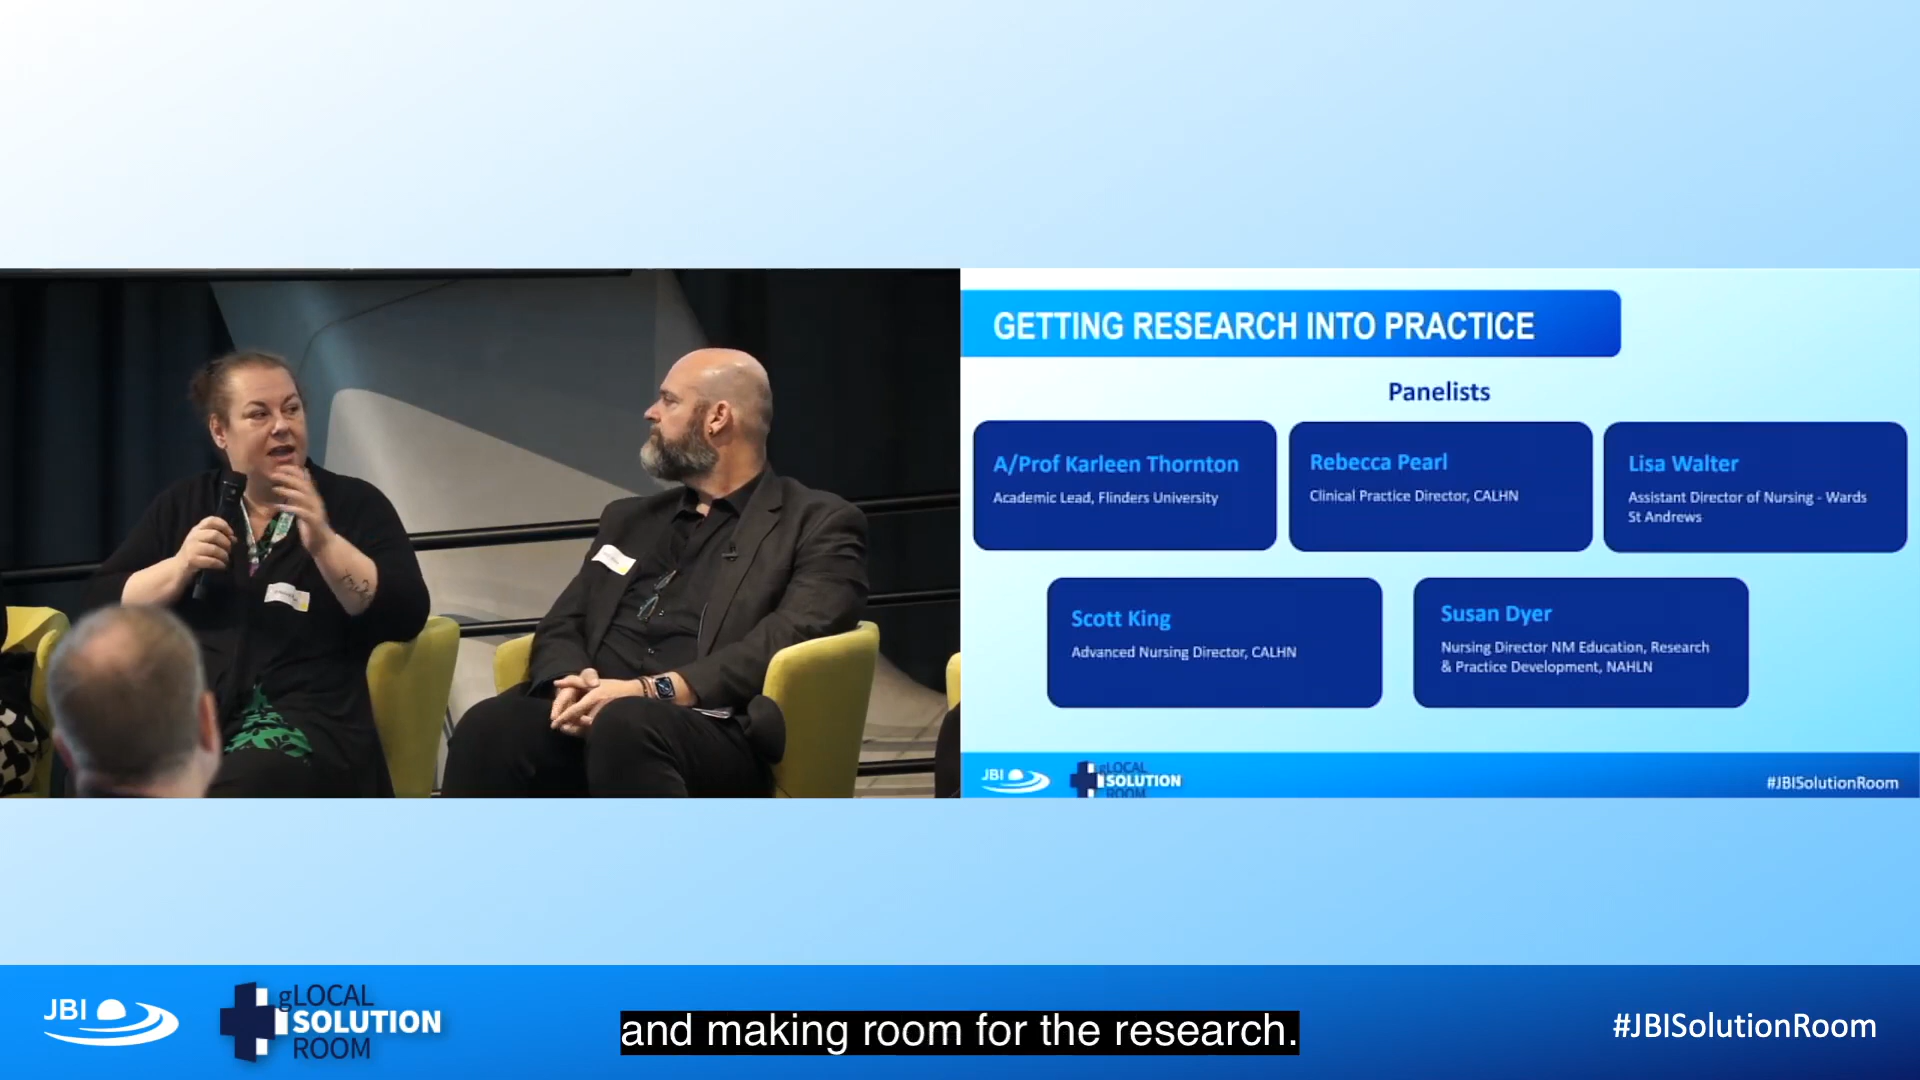 GETTING RESEARCH INTO PRACTICE
Panelists
A/Prof Karleen Thornton
Academic Lead, Flinders University
Rebecca Pearl
Clinical Practice Director, CALHN
Lisa Walter
Assistant Director of Nursing - Wards
St Andrews
Scott King
Advanced Nursing Director, CALHN
Susan Dyer
Nursing Director NM Education, Research
& Practice Development, NAHLN
JBI
gLOCAL
SOLUTION
ROOM
#JBISolutionRoom
JBI
gLOCAL
SOLUTION
ROOM
and making room for the research.
#JBISolutionRoom